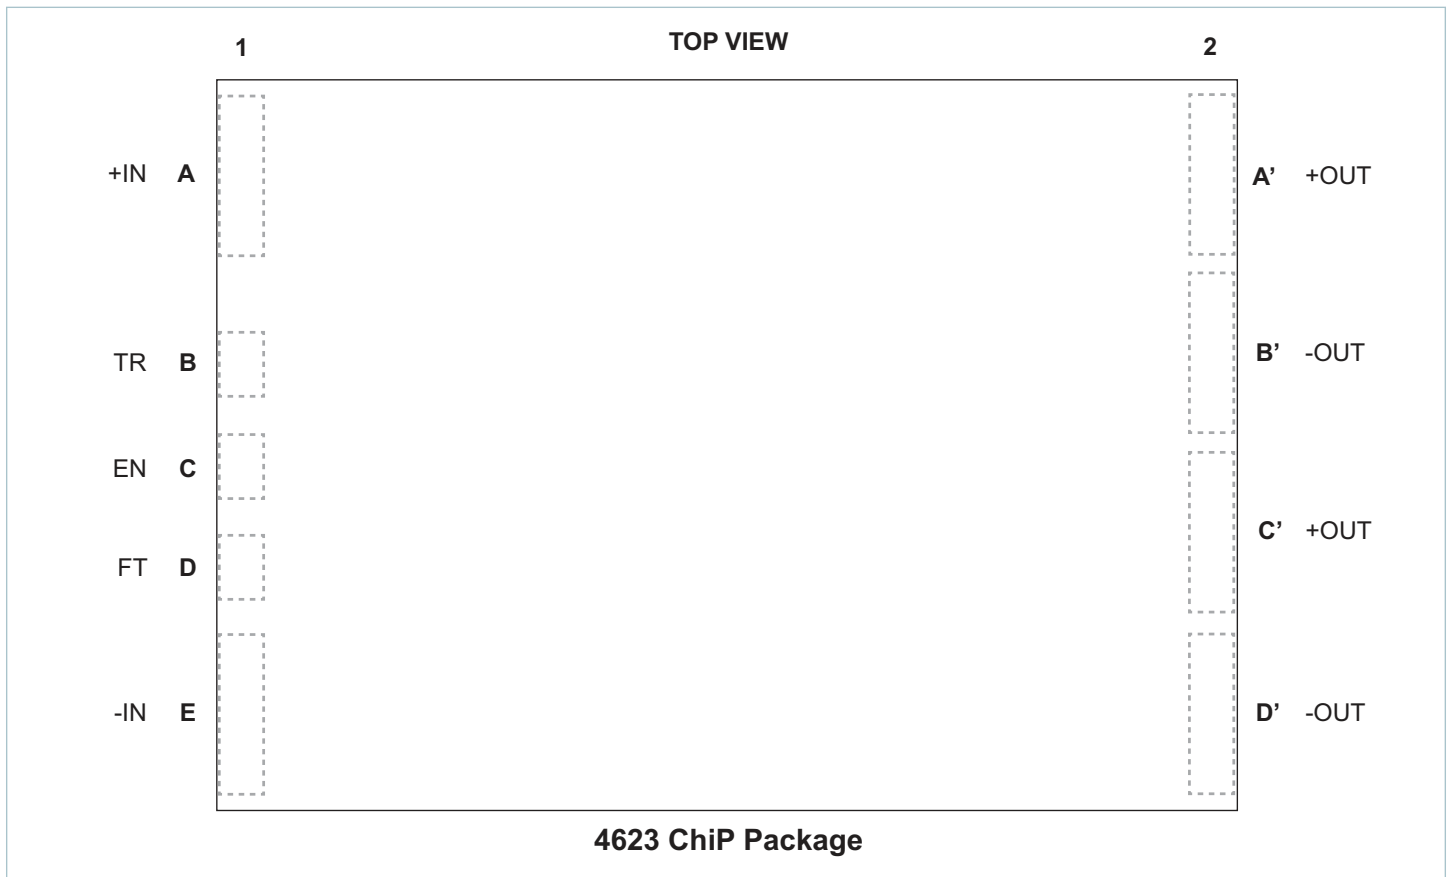 1 TOP VIEW 2
+IN A A’ +OUT
TR B B’ -OUT
EN C
FT D C’ +OUT
-IN E D’ -OUT
4623 ChiP Package